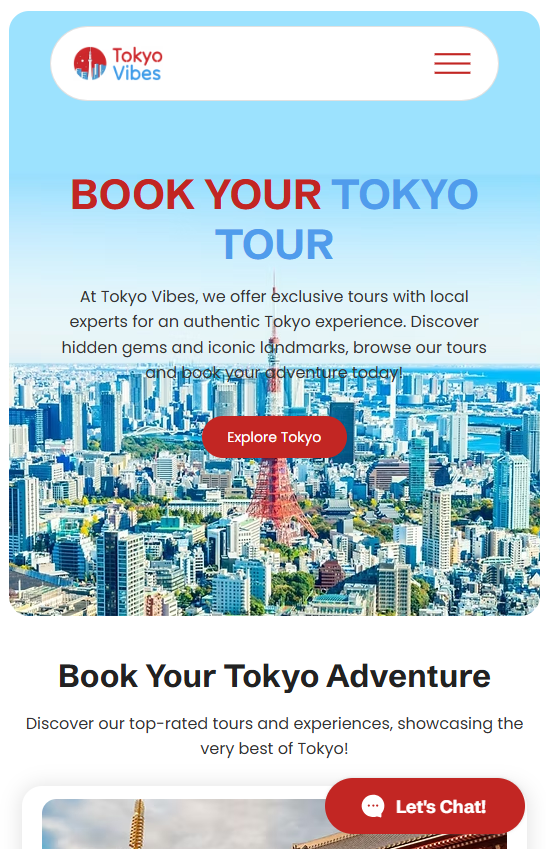 Tokyo
Vibes
BOOK YOUR TOKYO
TOUR
At Tokyo Vibes, we offer exclusive tours with local
experts for an authentic Tokyo experience. Discover
hidden gems and iconic landmarks, browse our tours
and book your adventure today!
Explore Tokyo
Book Your Tokyo Adventure
Discover our top-rated tours and experiences, showcasing the
very best of Tokyo!
Let's Chat!